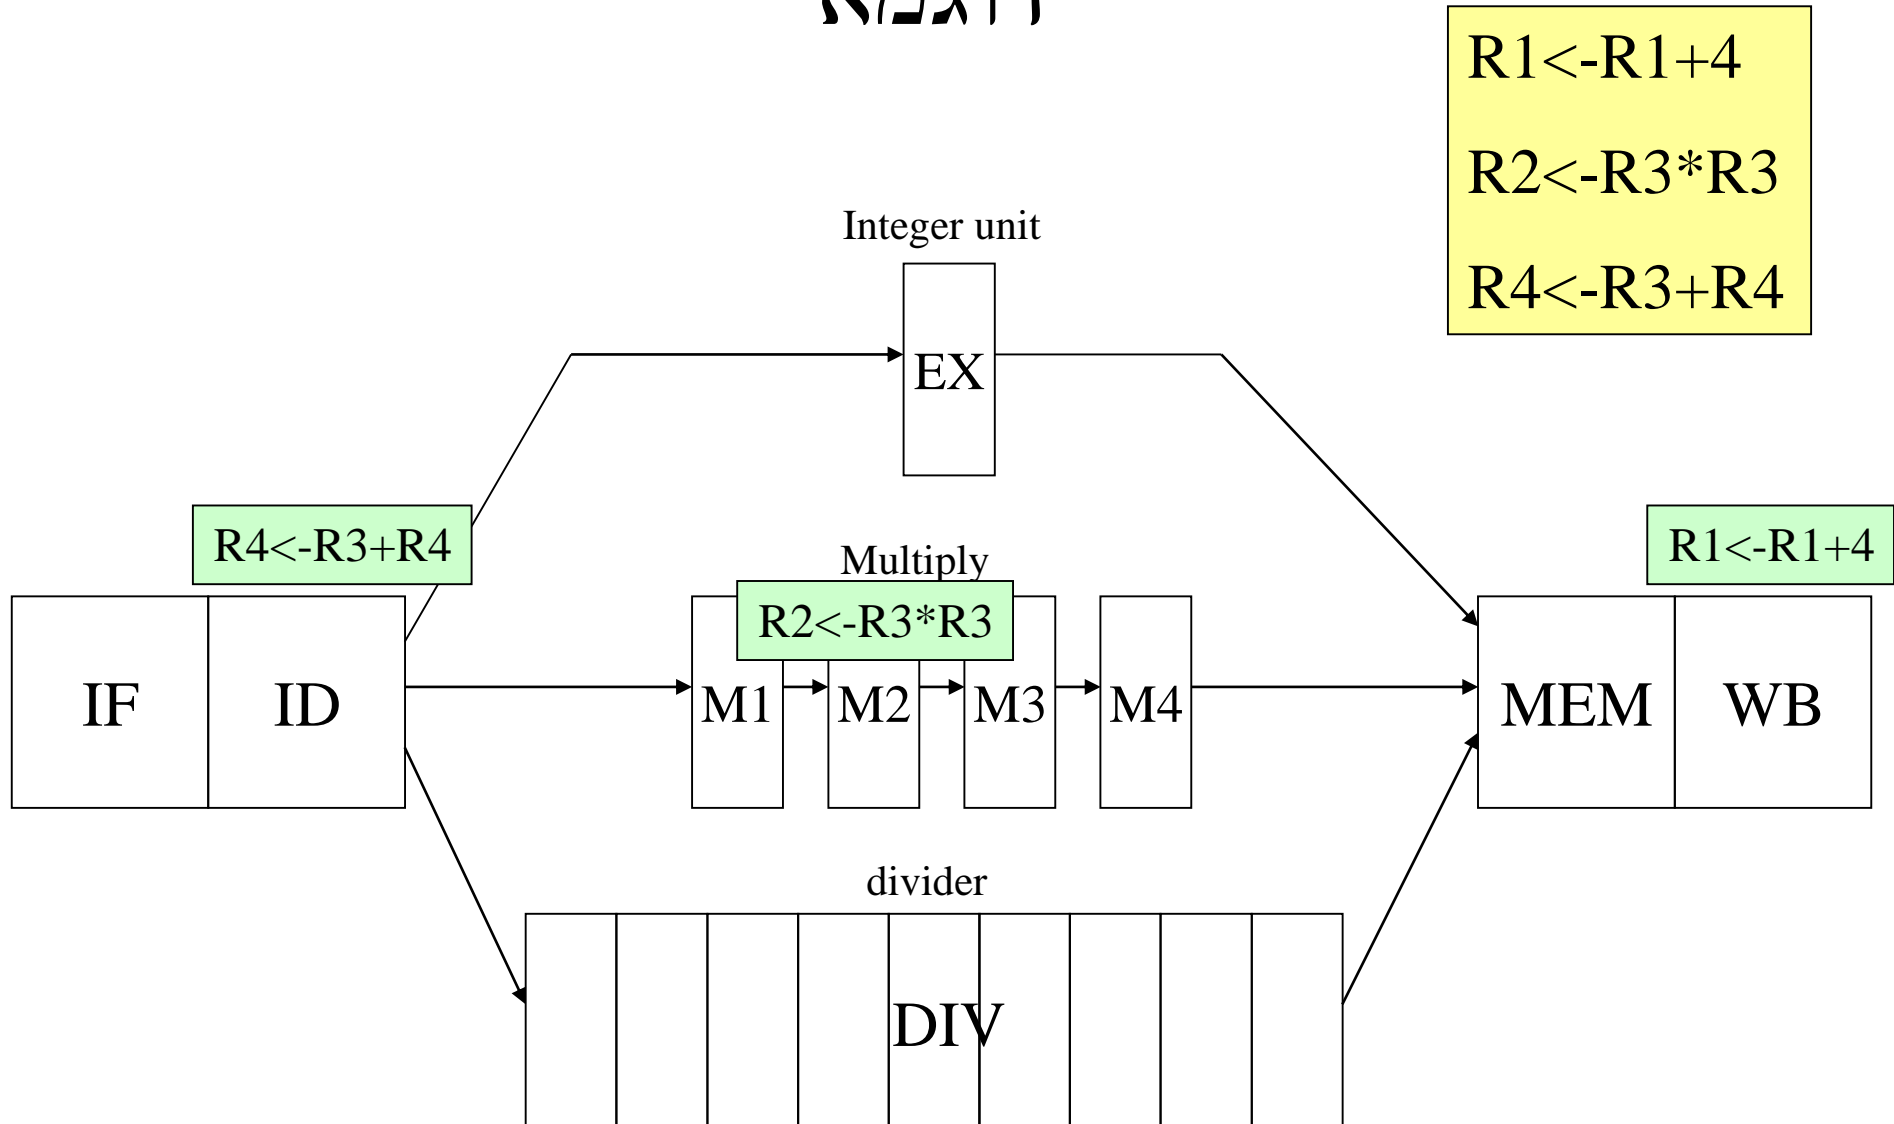 דוגמא
R1<-R1+4
R2<-R3*R3
R4<-R3+R4
Integer unit
EX
R4<-R3+R4
R1<-R1+4
Multiply
R2<-R3*R3
IF
ID
M1
M2
M3
M4
MEM
WB
divider
DIV